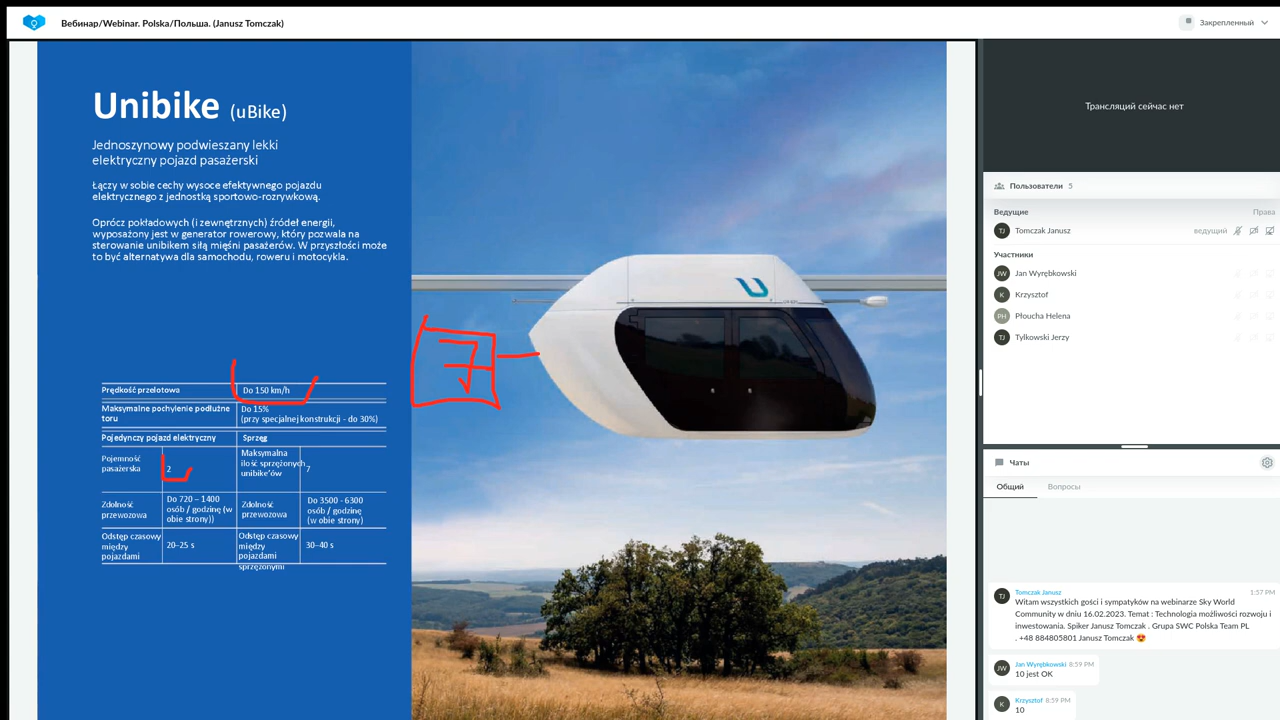 Вебинар/Webinar. Polska/Польша. (Janusz Tomczak)
Закрепленный
Unibike (uBike)
Jednoszynowy podwieszany lekki
elektryczny pojazd pasażerski
Łączy w sobie cechy wysoce efektywnego pojazdu
elektrycznego z jednostką sportowo-rozrywkową.
Oprócz pokładowych (i zewnętrznych) źródeł energii,
wyposażony jest w generator rowerowy, który pozwala na
sterowanie unibikem siłą mięśni pasażerów. W przyszłości może
to być alternatywa dla samochodu, roweru i motocykla.
Prędkość przelotowa
Do 150 km/h
Maksymalne pochylenie podłużne
toru
Do 15%
(przy specjalnej konstrukcji - do 30%)
Pojedynczy pojazd elektryczny
Sprzęg
Pojemność
pasażerska
2
Maksymalna
ilość sprzężonych
unibike'ów
7
Zdolność
przewozowa
Do 720 – 1400
osób / godzinę (w
obie strony))
Zdolność
przewozowa
Do 3500 - 6300
osób / godzinę
(w obie strony)
Odstęp czasowy
między
pojazdami
20–25 s
Odstęp czasowy
między
pojazdami
sprzężonymi
30–40 s
7
Трансляций сейчас нет
Пользователи 5
Ведущие
Права
TJ Tomczak Janusz ведущий
Участники
JW Jan Wyrębkowski
K Krzysztof
PH Płoucha Helena
TJ Tylkowski Jerzy
Чаты
Общий
Вопросы
TJ Tomczak Janusz 1:57 PM
Witam wszystkich gości i sympatyków na webinarze Sky World
Community w dniu 16.02.2023. Temat : Technologia możliwości rozwoju i
inwestowania. Spiker Janusz Tomczak . Grupa SWC Polska Team PL
. +48 884805801 Janusz Tomczak 😍
JW Jan Wyrębkowski 8:59 PM
10 jest OK
K Krzysztof 8:59 PM
10